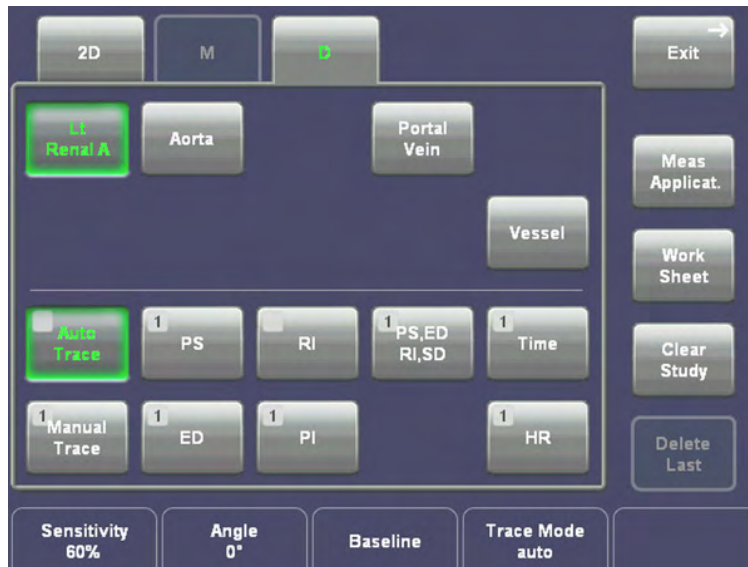 2D
M
D
→
Exit
Lt
Renal A
Aorta
Portal
Vein
Meas
Applicat.
Vessel
Work
Sheet
Auto
Trace
1
PS
RI
1
PS,ED
RI,SD
1
Time
Clear
Study
1
Manual
Trace
1
ED
1
PI
1
HR
Delete
Last
Sensitivity
60%
Angle
0°
Baseline
Trace Mode
auto